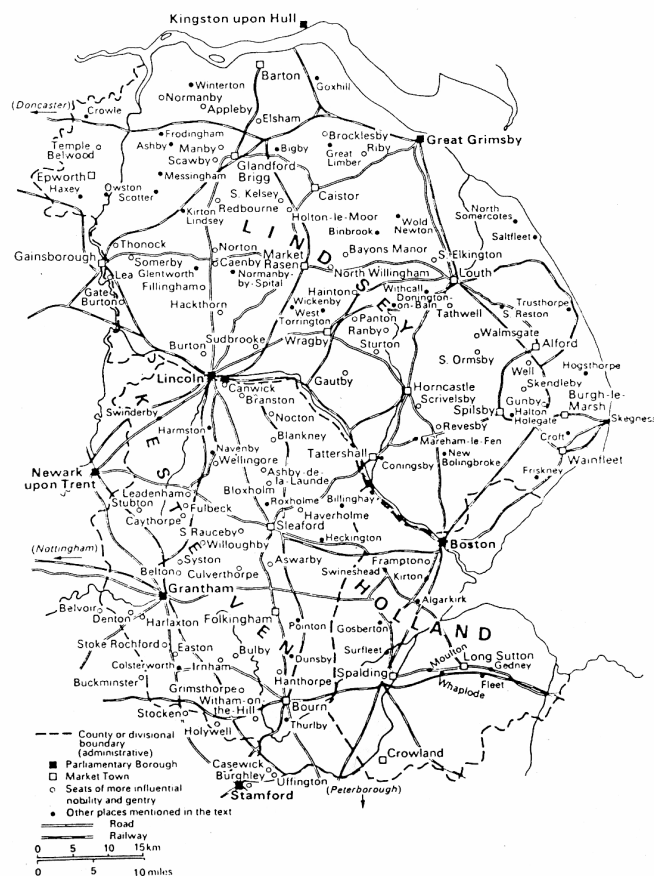 Kingston upon Hull
Barton
Goxhill
Winterton
Normanby
Appleby
(Doncaster)
Crowle
Elsham
Frodingham
Brocklesby
Great Grimsby
Temple
Belwood
Ashby
Manby
Bigby
Great
Limber
Riby
Scawby
Glandford
Brigg
Epworth
Haxey
Messingham
Owston
Scotter
S. Kelsey
Caistor
Kirton
Lindsey
Redbourne
Holton-le-Moor
Wold
Newton
North
Somercotes
Binbrook
Saltfleet
LINDSEY
Thonock
Norton
Bayons Manor
S. Elkington
Gainsborough
Somerby
Caenby
Market
Rasen
North Willingham
Louth
Lea
Glentworth
Normanby-
by-Spital
Fillingham
Hainton
Withcall
Donington-
on-Bain
Gate
Burton
Wickenby
Tathwell
S. Reston
Trusthorpe
Hackthorn
West
Torrington
Panton
Ranby
Walmsgate
Burton
Sudbrooke
Wragby
Sturton
Alford
S. Ormsby
Hogsthorpe
Well
Lincoln
Canwick
Gautby
Horncastle
Skendleby
Branston
Scrivelsby
Gunby
Burgh-le-
Marsh
Spilsby
Halton
Holegate
Skegness
Swinderby
Nocton
Harmston
Revesby
Blankney
Mareham-le-Fen
Croft
Navenby
Tattershall
New
Bolingbroke
Wainfleet
Newark
upon Trent
Wellingore
Coningsby
Ashby-de-
la-Launde
Friskney
Leadenham
Bloxholm
Stubton
Fulbeck
Roxholme
Billinghay
Haverholme
Caythorpe
S Rauceby
Sleaford
KESTEVEN
Willoughby
Heckington
Boston
(Nottingham)
Syston
Aswarby
Frampton
Belton
Culverthorpe
Swineshead
Kirton
Grantham
Algarkirk
HOLLAND
Belvoir
Denton
Harlaxton
Folkingham
Pointon
Gosberton
Stoke Rochford
Easton
Bulby
Surfleet
Moulton
Long Sutton
Colsterworth
Irnham
Dunsby
Gedney
Buckminster
Hanthorpe
Spalding
Fleet
Grimsthorpe
Whaplode
Witham-on-
the-Hill
Bourn
Stocken
Holywell
Thurlby
Casewick
Crowland
Burghley
Uffington
Stamford
(Peterborough)
County or divisional
boundary
(administrative)
Parliamentary Borough
Market Town
Seats of more influential
nobility and gentry
Other places mentioned in the text
Road
Railway
0 5 10 15km
0 5 10 miles